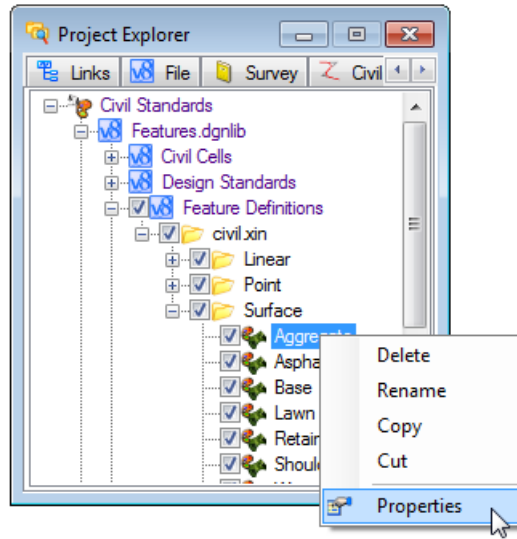 Project Explorer
Links File Survey Civil
Civil Standards
Features.dgnlib
Civil Cells
Design Standards
Feature Definitions
civil.xin
Linear
Point
Surface
Aggregate
Delete
Base
Rename
Lawn
Copy
Cut
Properties